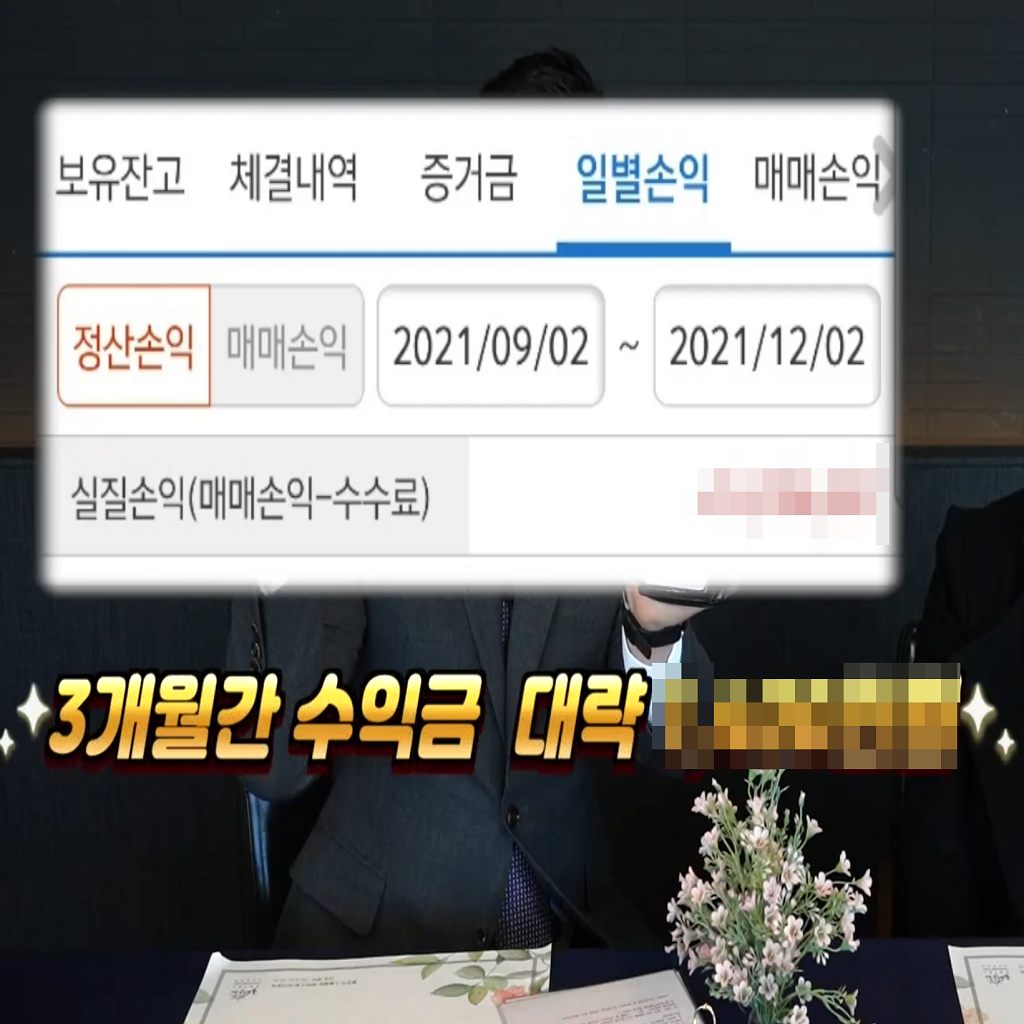 보유잔고 체결내역 증거금 일별손익 매매손익
정산손익 매매손익 2021/09/02 ~ 2021/12/02
실질손익(매매손익-수수료)
3개월간 수익금 대략